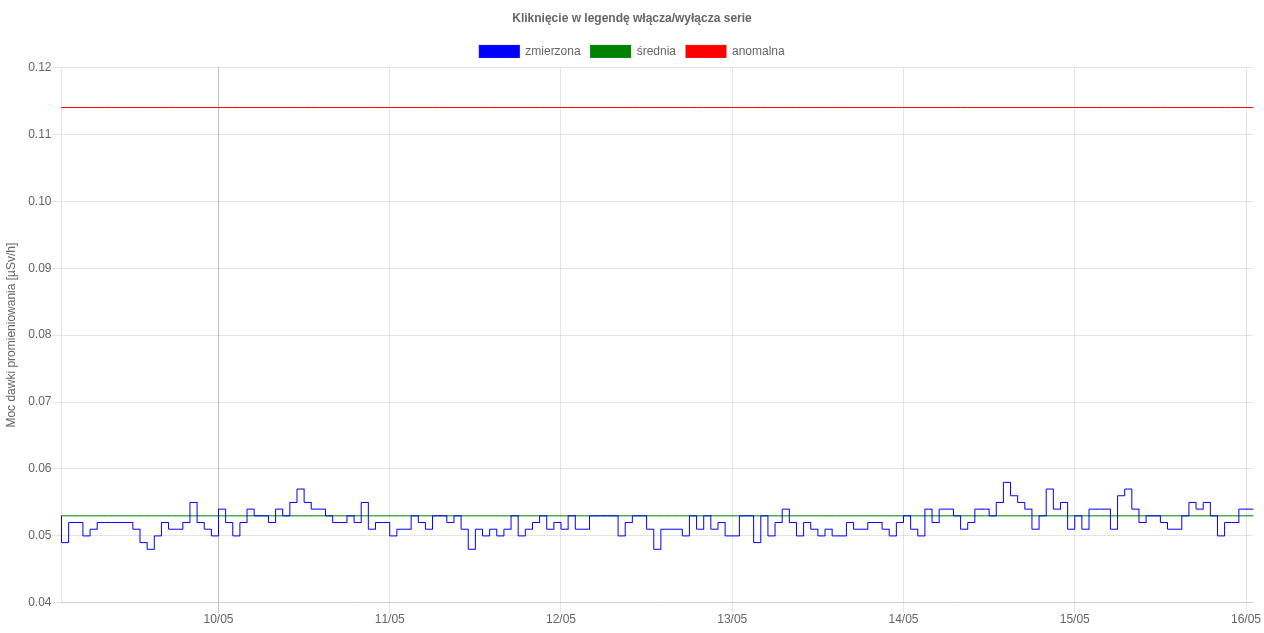 Kliknięcie w legendę włącza/wyłącza serie
zmierzona średnia anomalna
Moc dawki promieniowania [µSv/h]
0.12
0.11
0.10
0.09
0.08
0.07
0.06
0.05
0.04
10/05 11/05 12/05 13/05 14/05 15/05 16/05